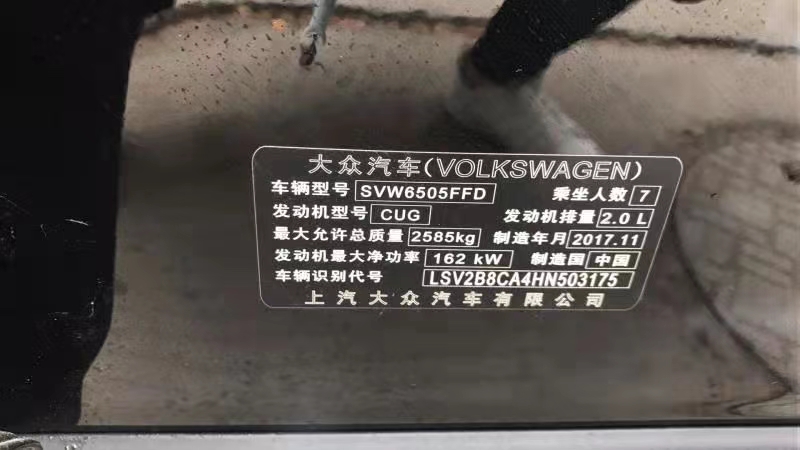 大众汽车(VOLKSWAGEN)
车辆型号 SVW6505FFD 乘坐人数 7
发动机型号 CUG 发动机排量 2.0 L
最大允许总质量 2585kg 制造年月 2017.11
发动机最大净功率 162 kW 制造国 中国
车辆识别代号 LSV2B8CA4HN503175
上汽大众汽车有限公司